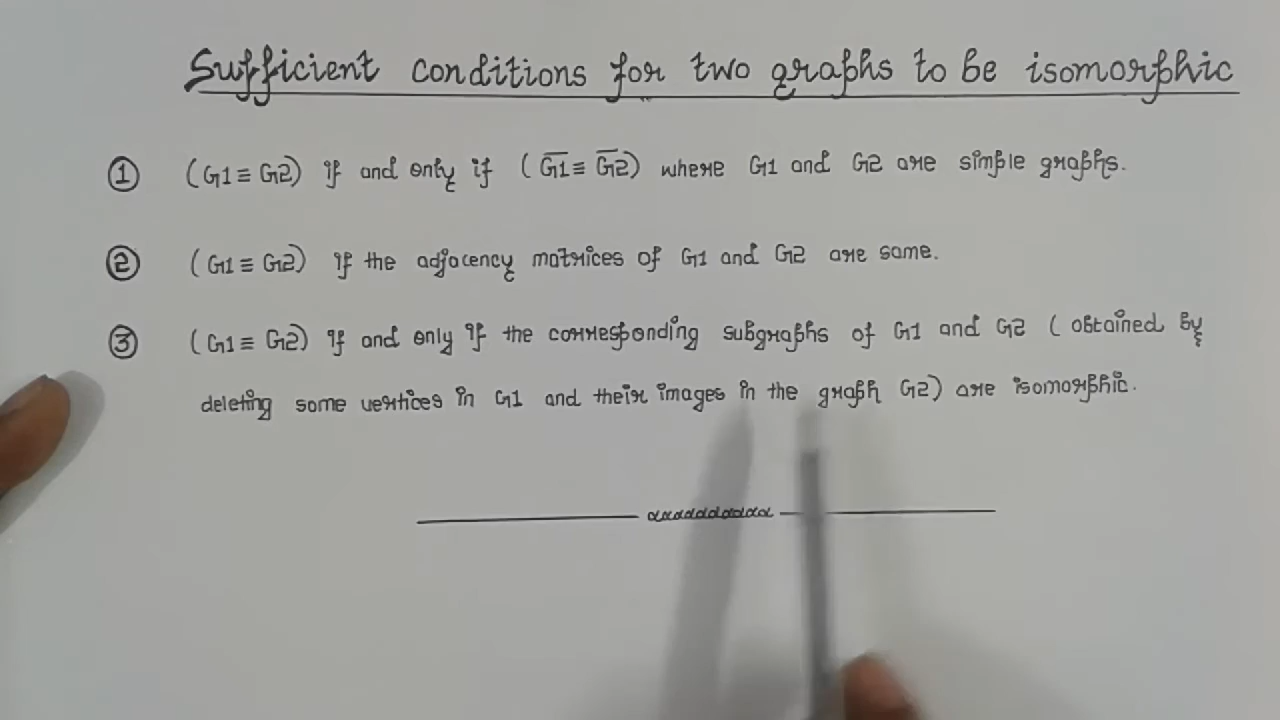 Sufficient conditions for two graphs to be isomorphic
① (G1 ≡ G2) if and only if ( G̅1̅ ≡ G̅2̅ ) where G1 and G2 are simple graphs.
② (G1 ≡ G2) if the adjacency matrices of G1 and G2 are same.
③ (G1 ≡ G2) if and only if the corresponding subgraphs of G1 and G2 ( obtained by
deleting some vertices in G1 and their images in the graph G2) are isomorphic.